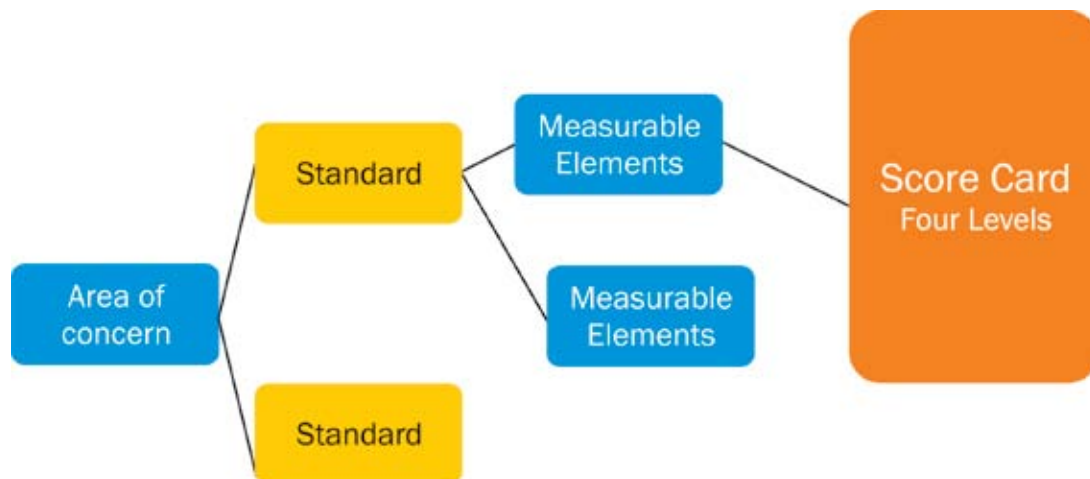 Area of
concern
Standard
Standard
Measurable
Elements
Measurable
Elements
Score Card
Four Levels